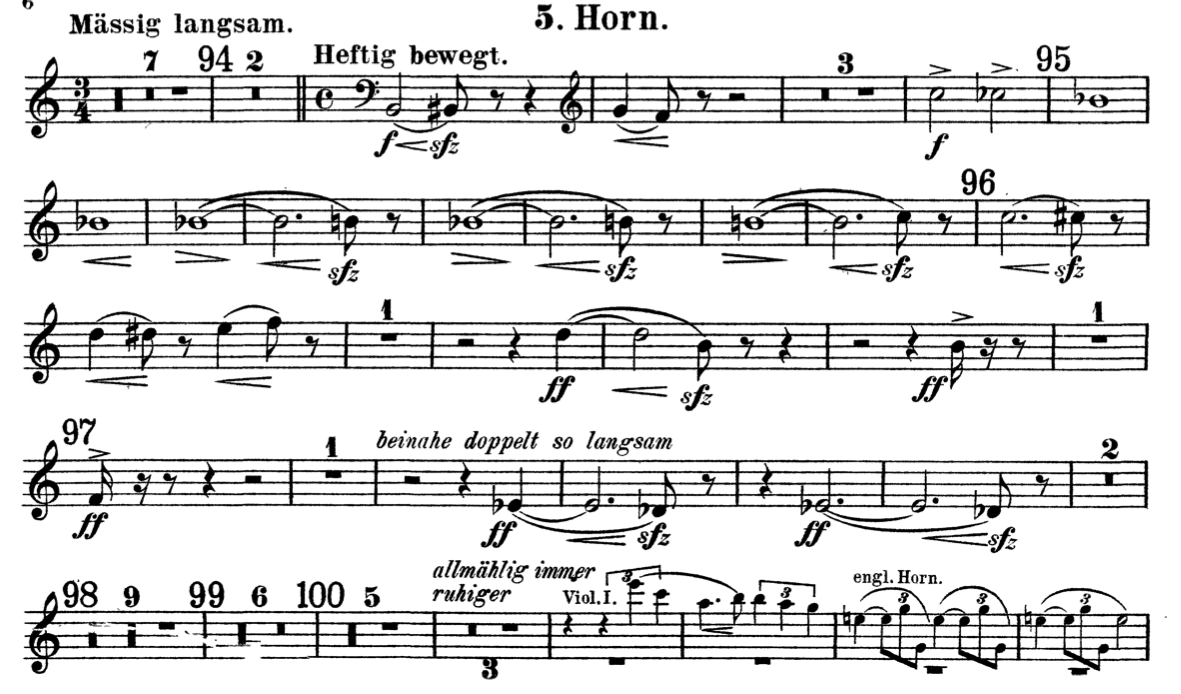 6
5. Horn.
Mässig langsam.
7 94 2 Heftig bewegt. 3 95
f sfz f
96
sfz sfz sfz sfz
1 1
ff sfz ff
97 1 beinahe doppelt so langsam 2
ff ff sfz ff sfz
allmählig immer
98 9 99 6 100 5 ruhiger Viol. I. 3 3 engl. Horn. 3 3 3
3